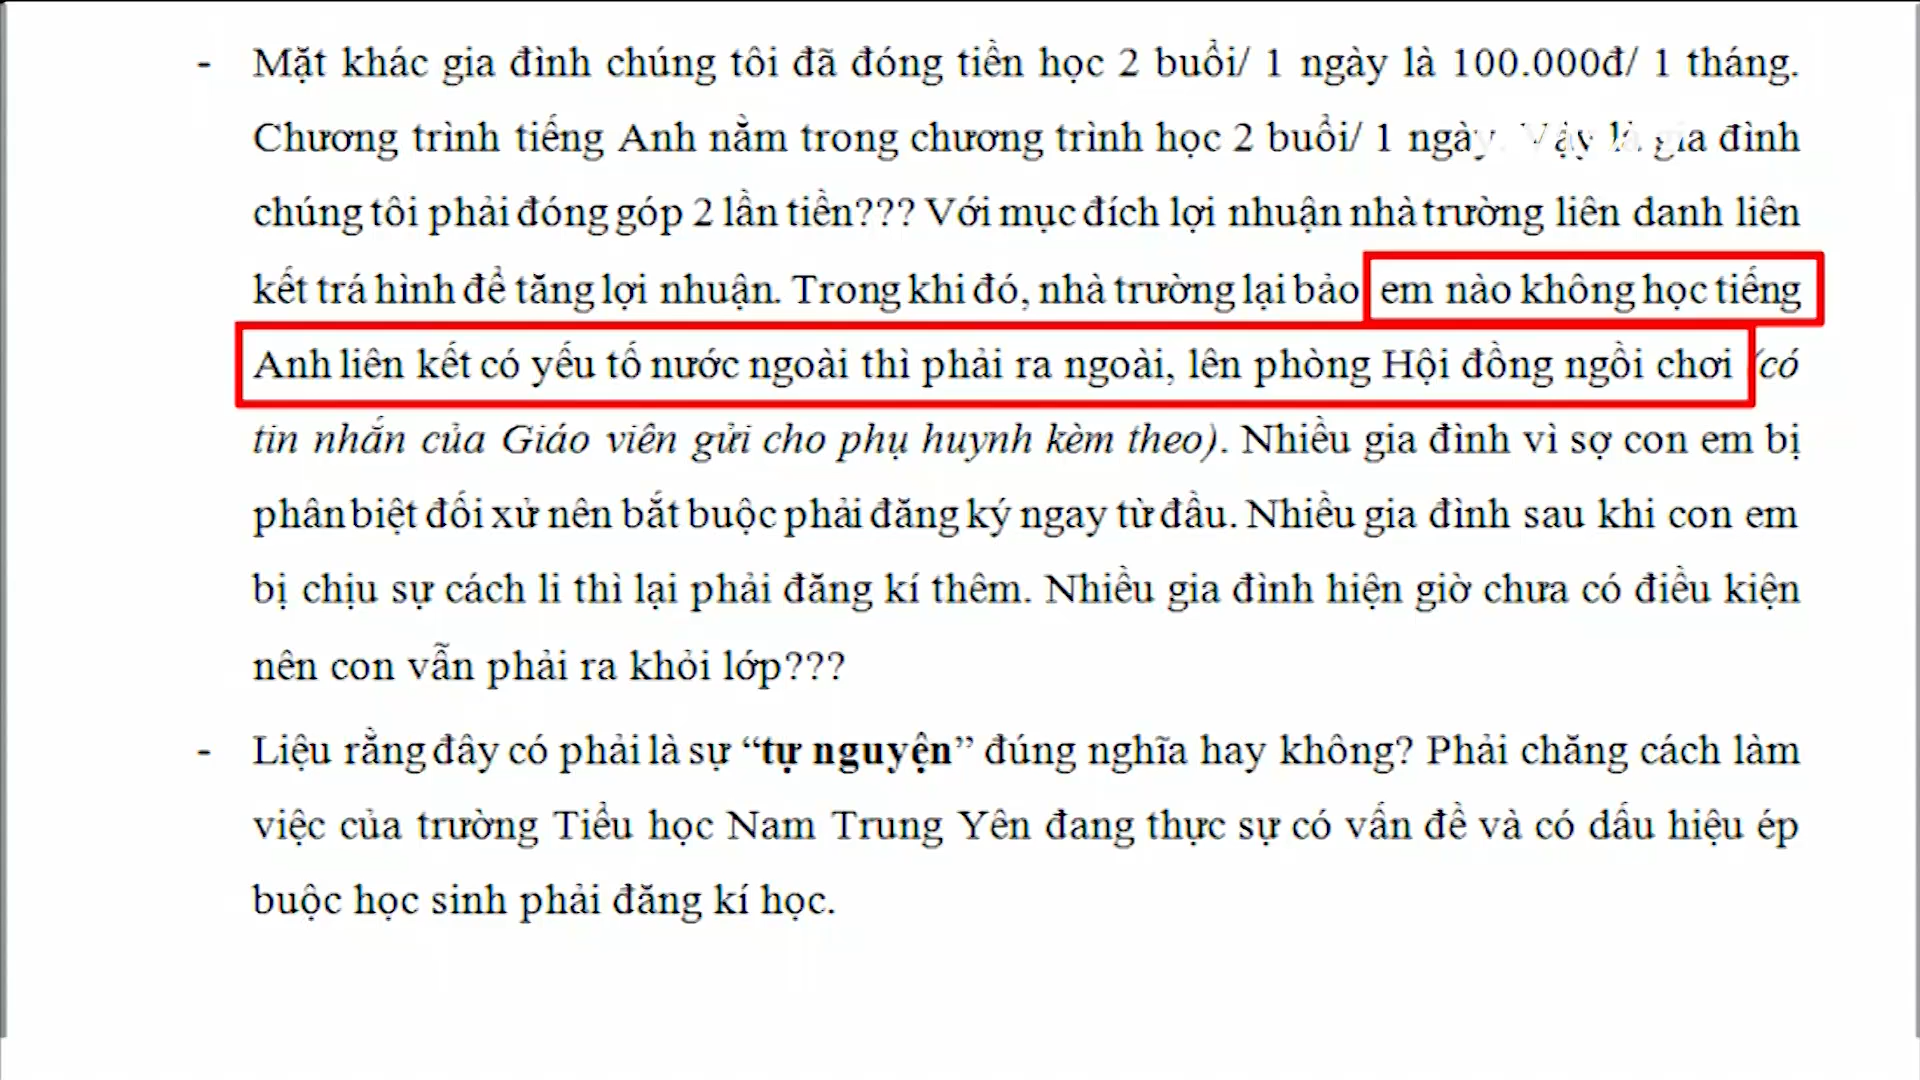 - Mặt khác gia đình chúng tôi đã đóng tiền học 2 buổi/ 1 ngày là 100.000đ/ 1 tháng.
Chương trình tiếng Anh nằm trong chương trình học 2 buổi/ 1 ngày. Vậy là gia đình
chúng tôi phải đóng góp 2 lần tiền??? Với mục đích lợi nhuận nhà trường liên danh liên
kết trá hình để tăng lợi nhuận. Trong khi đó, nhà trường lại bảo em nào không học tiếng
Anh liên kết có yếu tố nước ngoài thì phải ra ngoài, lên phòng Hội đồng ngồi chơi (có
tin nhắn của Giáo viên gửi cho phụ huynh kèm theo). Nhiều gia đình vì sợ con em bị
phân biệt đối xử nên bắt buộc phải đăng ký ngay từ đầu. Nhiều gia đình sau khi con em
bị chịu sự cách li thì lại phải đăng kí thêm. Nhiều gia đình hiện giờ chưa có điều kiện
nên con vẫn phải ra khỏi lớp???
- Liệu rằng đây có phải là sự “tự nguyện” đúng nghĩa hay không? Phải chăng cách làm
việc của trường Tiểu học Nam Trung Yên đang thực sự có vấn đề và có dấu hiệu ép
buộc học sinh phải đăng kí học.